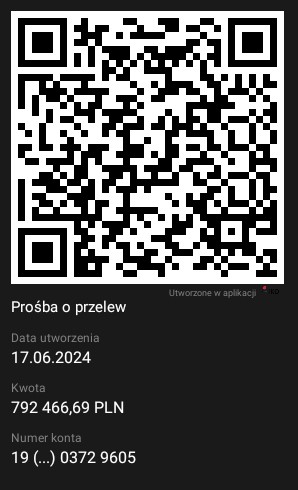 Utworzone w aplikacji
Prośba o przelew
Data utworzenia
17.06.2024
Kwota
792 466,69 PLN
Numer konta
19 (...) 0372 9605